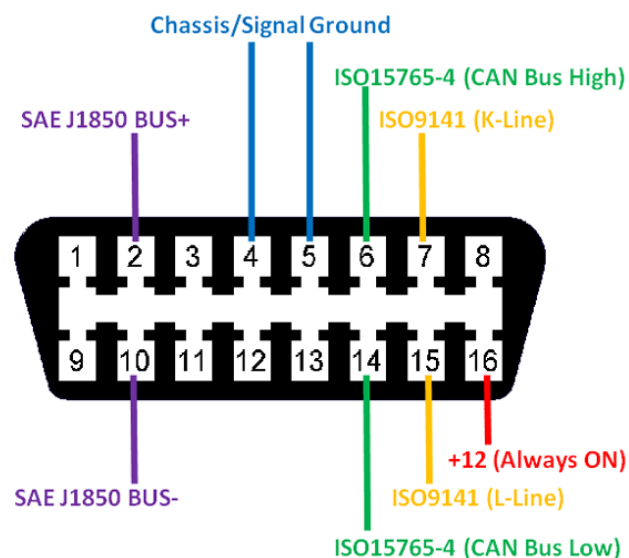 Chassis/Signal Ground
ISO15765-4 (CAN Bus High)
SAE J1850 BUS+
ISO9141 (K-Line)
1 2 3 4 5 6 7 8
9 10 11 12 13 14 15 16
+12 (Always ON)
SAE J1850 BUS-
ISO9141 (L-Line)
ISO15765-4 (CAN Bus Low)